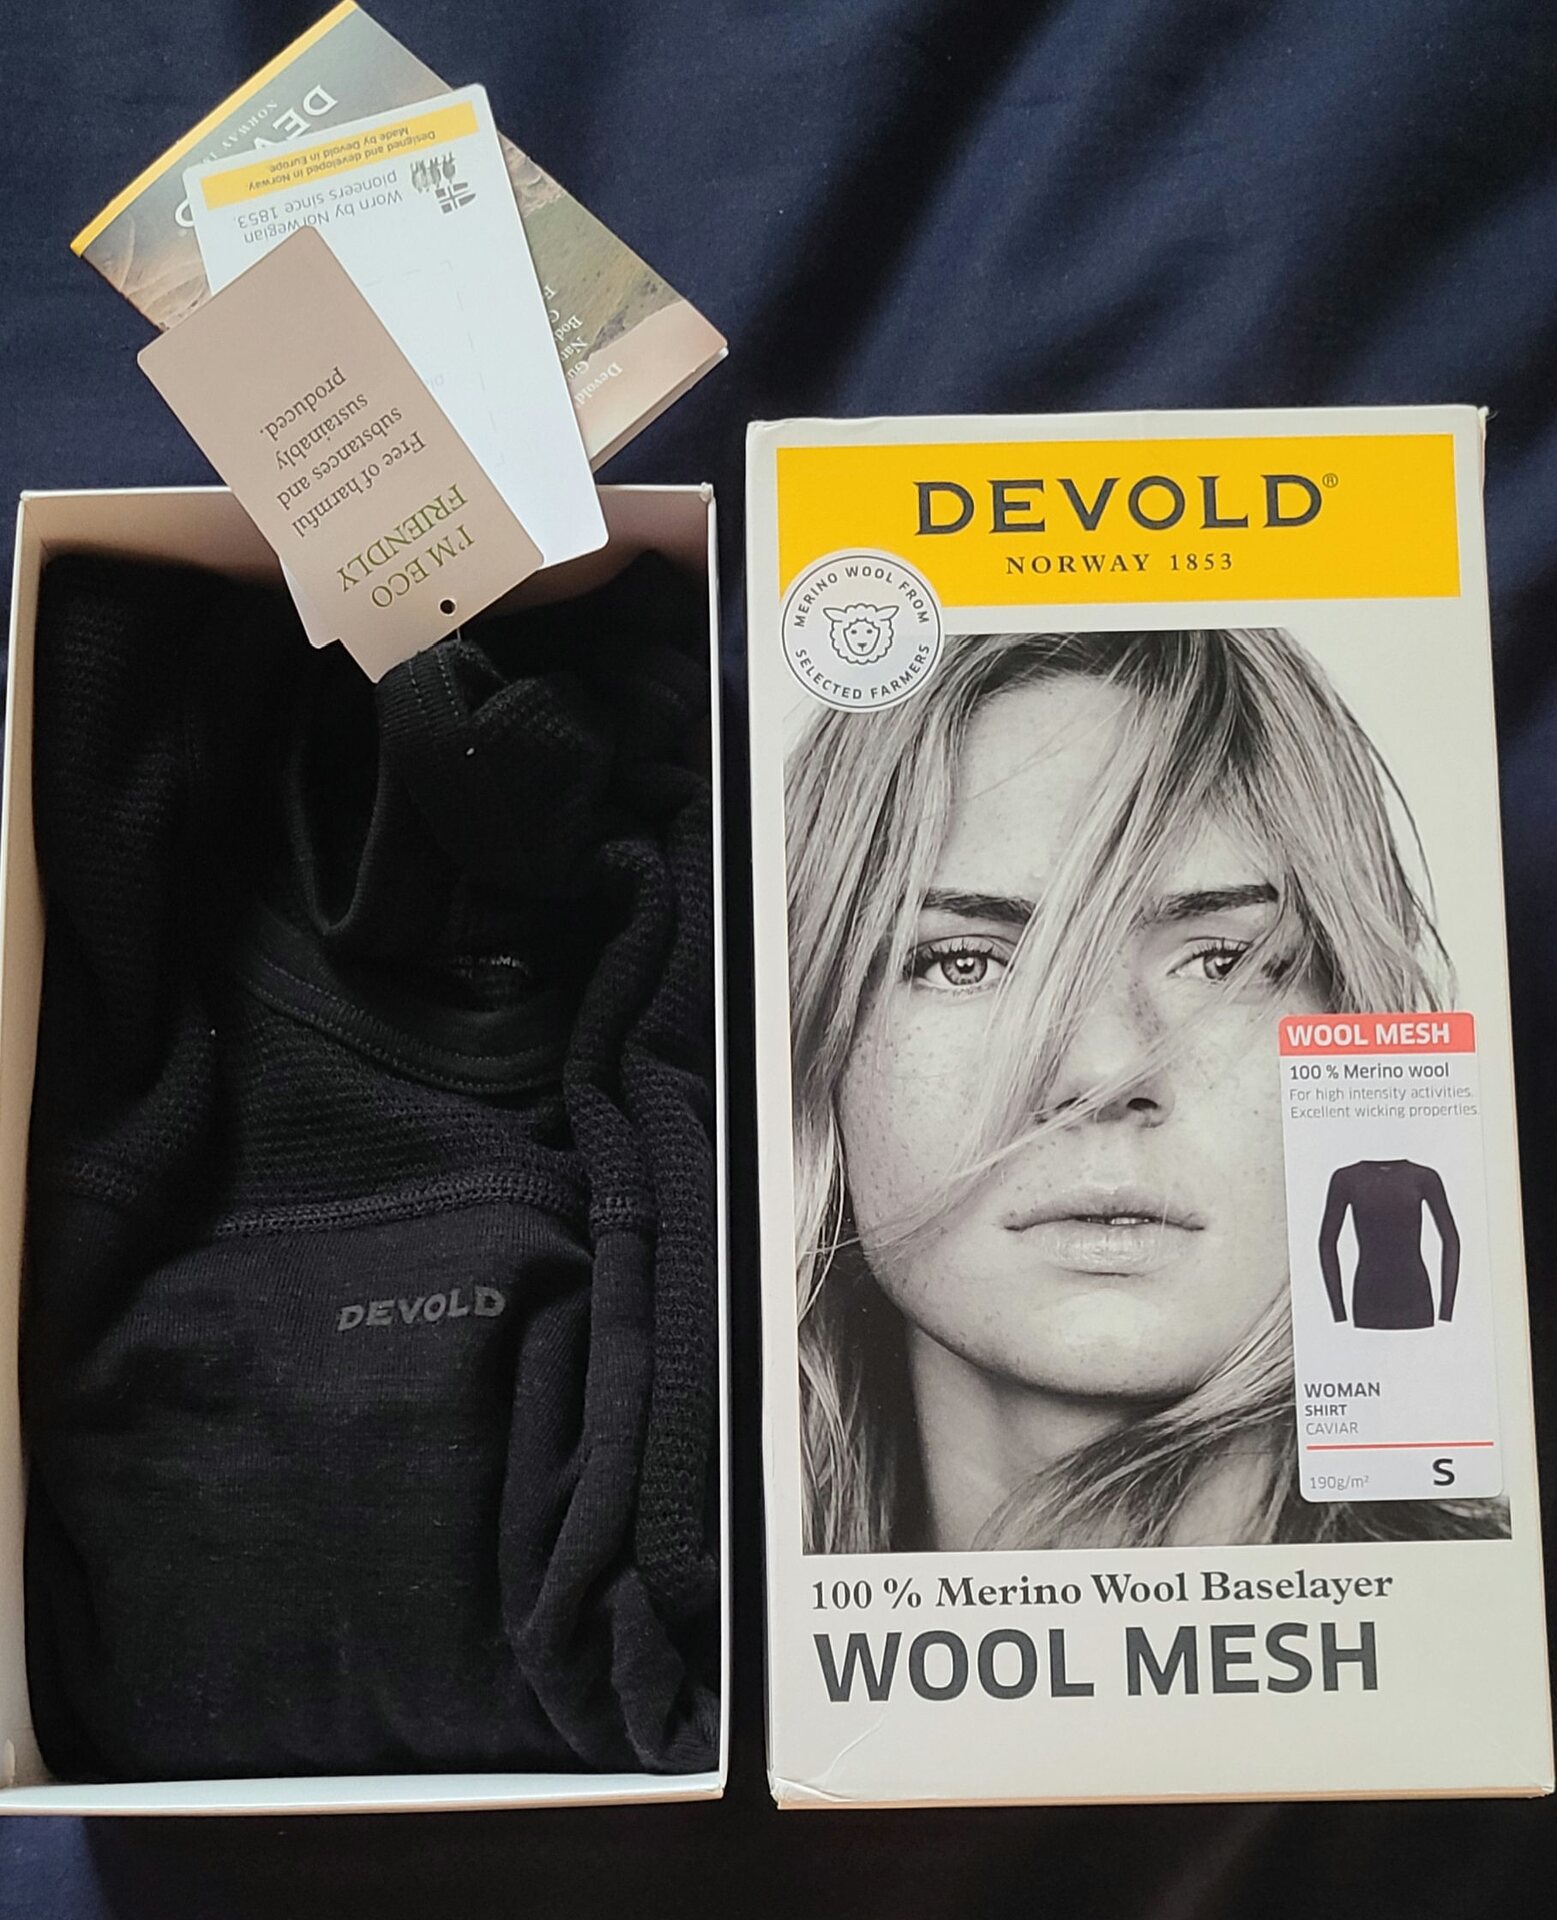 DEVOLD
NORWAY
Designed and developed in Norway.
Made by Devold in Europe.
Worn by Norwegian
pioneers since 1853.
Devold
I'M ECO
FRIENDLY
Free of harmful
substances and
sustainably
produced.
DEVOLD
DEVOLD®
NORWAY 1853
MERINO WOOL FROM
SELECTED FARMERS
WOOL MESH
100 % Merino wool
For high intensity activities.
Excellent wicking properties.
WOMAN
SHIRT
CAVIAR
190g/m²
S
100 % Merino Wool Baselayer
WOOL MESH